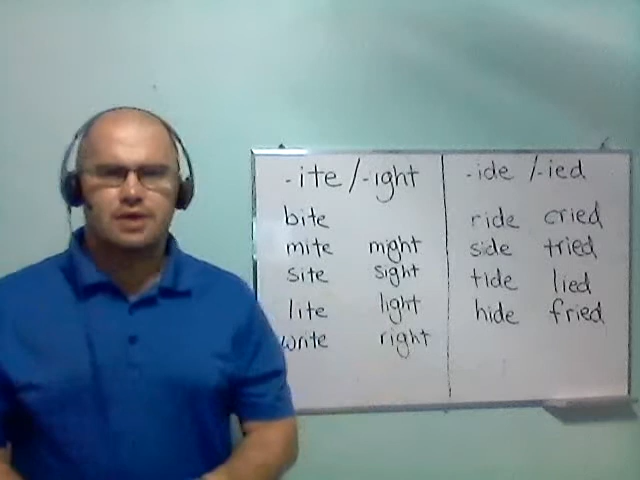 -ite /-ight
bite
mite might
site sight
lite light
write right
-ide /-ied
ride cried
side tried
tide lied
hide fried